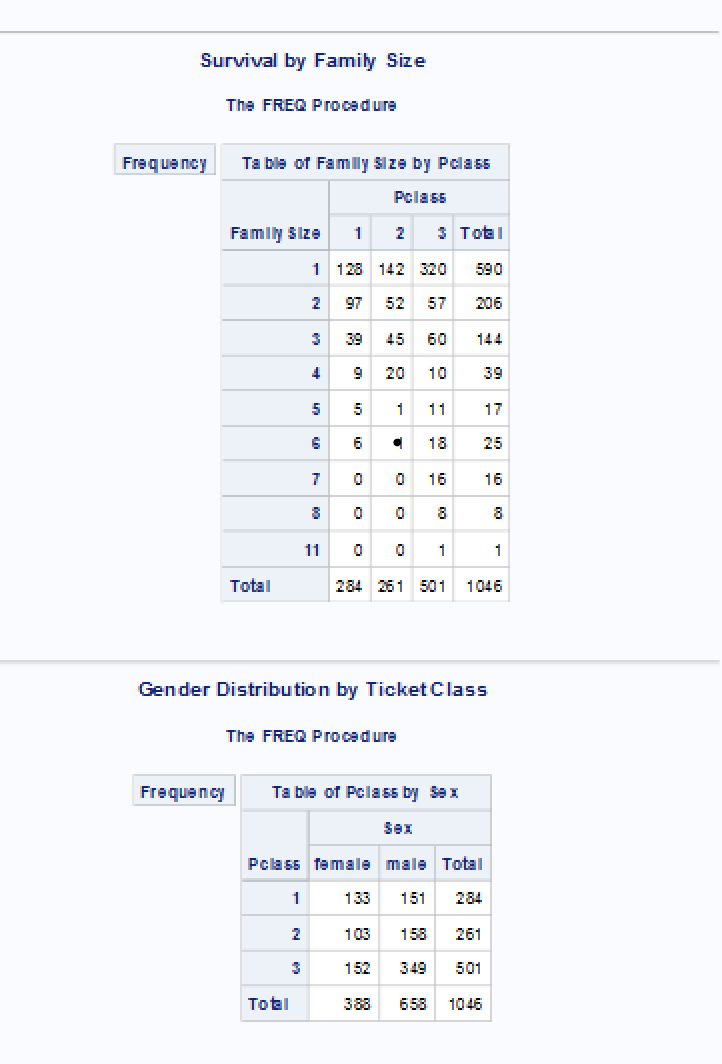 Survival by Family Size
The FREQ Procedure
Frequency
Table of Family Size by Pclass
Pclass
Family Size 1 2 3 Total
1 128 142 320 590
2 97 52 57 206
3 39 45 60 144
4 9 20 10 39
5 5 1 11 17
6 6 18 25
7 0 0 16 16
8 0 0 8 8
11 0 0 1 1
Total 284 261 501 1046
Gender Distribution by Ticket Class
The FREQ Procedure
Frequency
Table of Pclass by Sex
Sex
Pclass female male Total
1 133 151 284
2 103 158 261
3 152 349 501
Total 388 658 1046